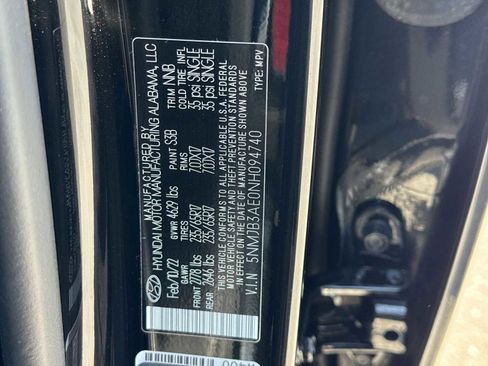 MANUFACTURED BY
HYUNDAI MOTOR MANUFACTURING ALABAMA, LLC
Feb/10/22 GVWR 4629 lbs PAINT S3B TRIM NNB
GAWR TIRES RIMS COLD TIRE INFL
FRONT 2778 lbs 235/65R17 7.0JX17 35 psi SINGLE
REAR 2646 lbs 235/65R17 7.0JX17 35 psi SINGLE
THIS VEHICLE CONFORMS TO ALL APPLICABLE U.S.A. FEDERAL
MOTOR VEHICLE SAFETY AND THEFT PREVENTION STANDARDS
IN EFFECT ON THE DATE OF MANUFACTURE SHOWN ABOVE
V.I.N 5NMJB3AE0NH094740 TYPE: MPV